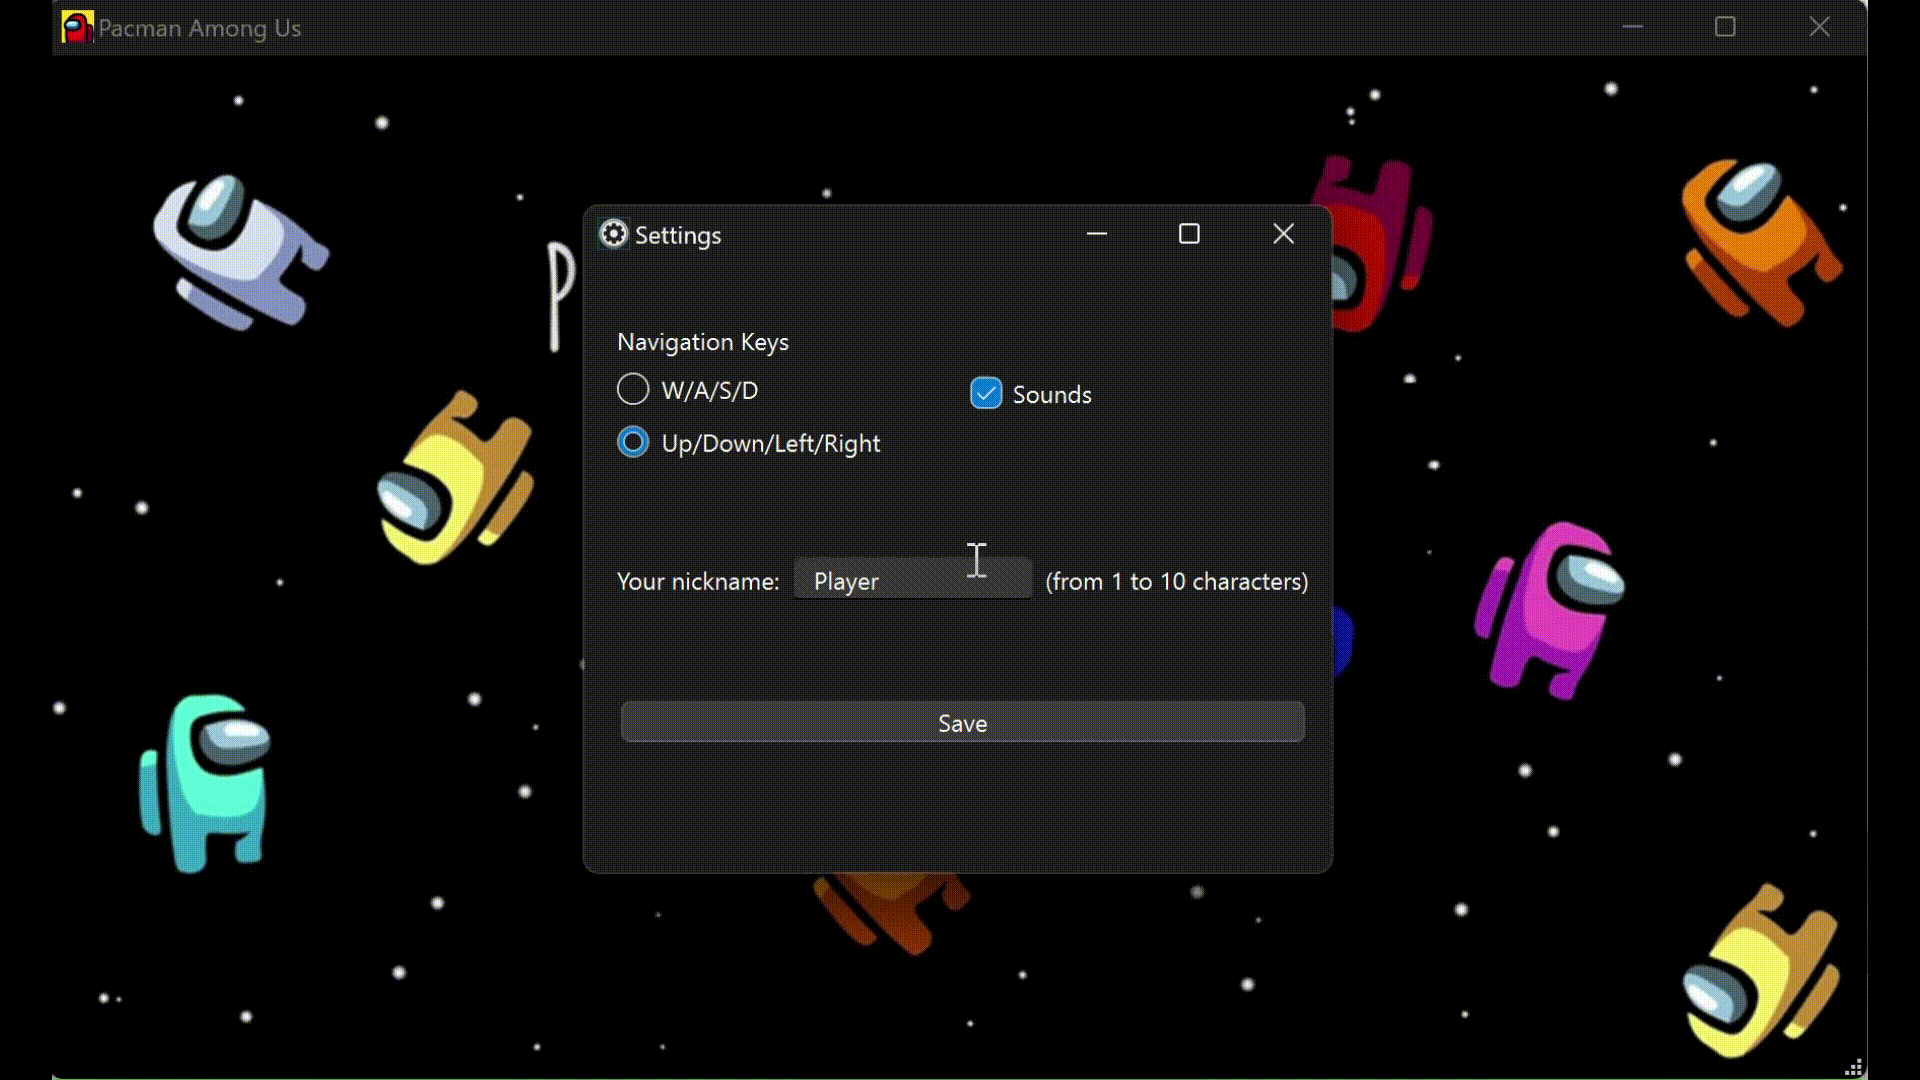 Pacman Among Us
Settings
P
Navigation Keys
W/A/S/D
Sounds
Up/Down/Left/Right
Your nickname: Player (from 1 to 10 characters)
Save